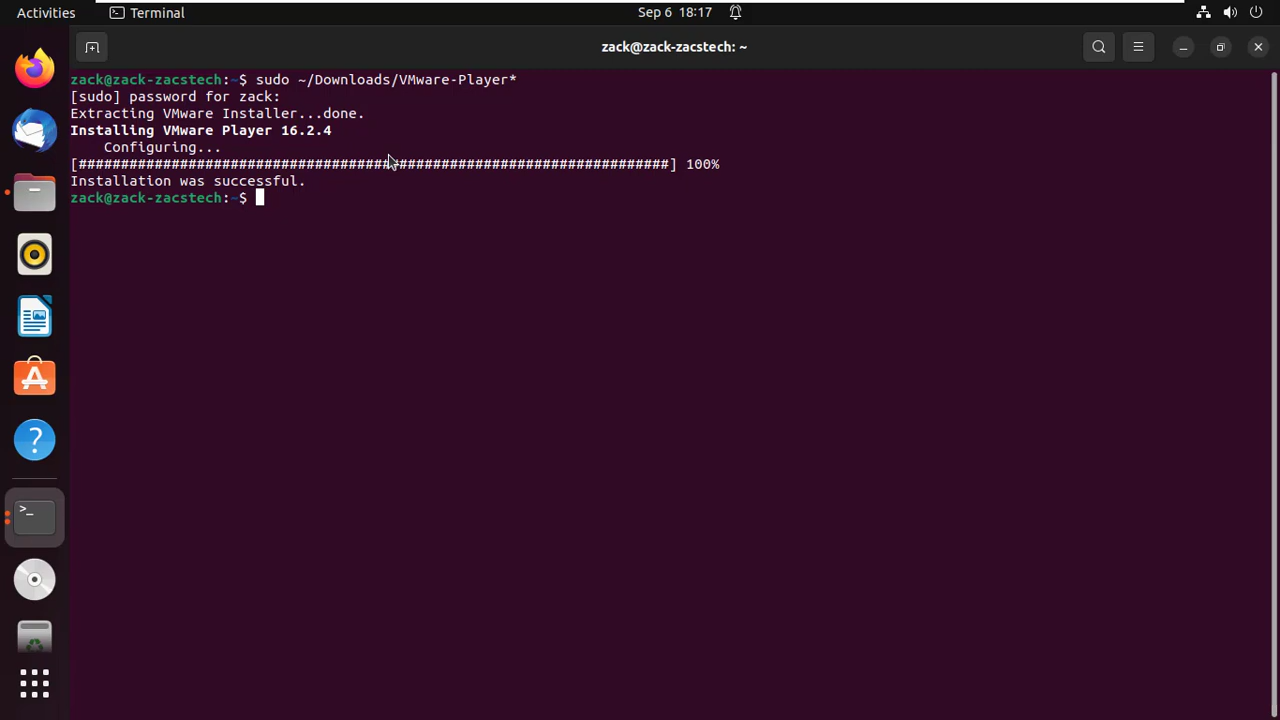 Activities
Terminal
Sep 6 18:17
zack@zack-zacstech: ~
zack@zack-zacstech:~$ sudo ~/Downloads/VMware-Player*
[sudo] password for zack:
Extracting VMware Installer...done.
Installing VMware Player 16.2.4
    Configuring...
[######################################################################] 100%
Installation was successful.
zack@zack-zacstech:~$
>_
?